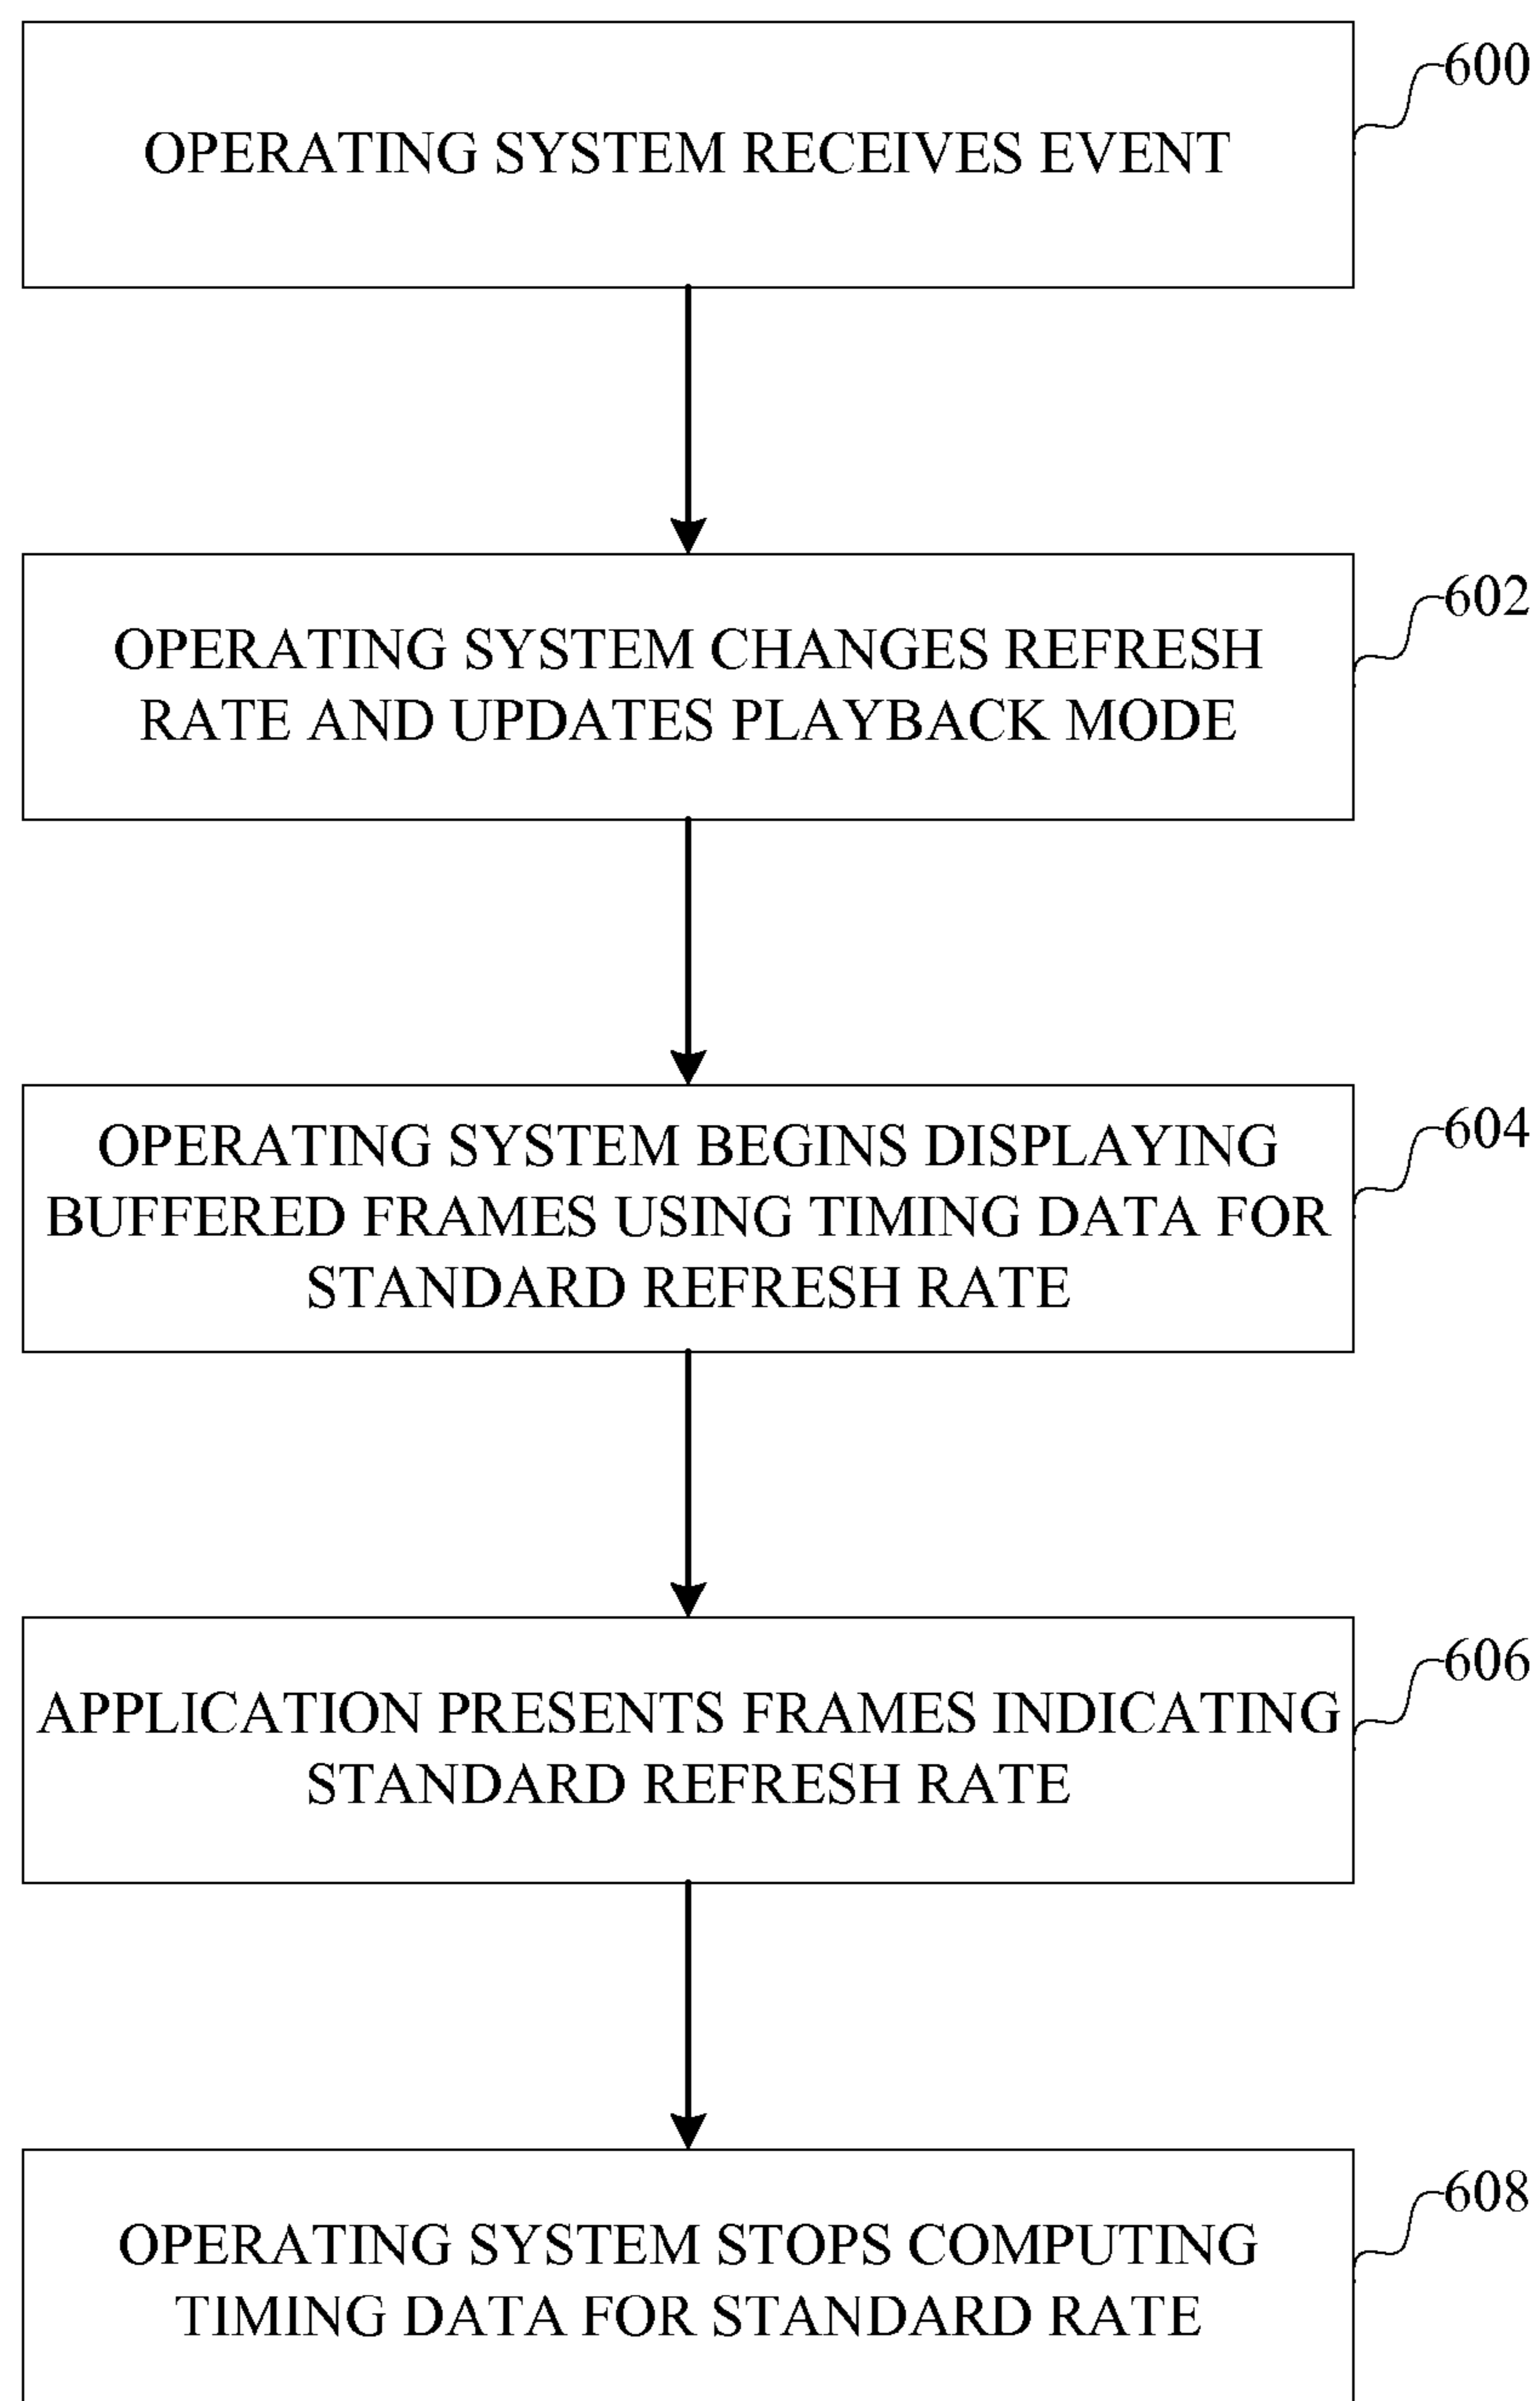 600
OPERATING SYSTEM RECEIVES EVENT
602
OPERATING SYSTEM CHANGES REFRESH
RATE AND UPDATES PLAYBACK MODE
604
OPERATING SYSTEM BEGINS DISPLAYING
BUFFERED FRAMES USING TIMING DATA FOR
STANDARD REFRESH RATE
606
APPLICATION PRESENTS FRAMES INDICATING
STANDARD REFRESH RATE
608
OPERATING SYSTEM STOPS COMPUTING
TIMING DATA FOR STANDARD RATE